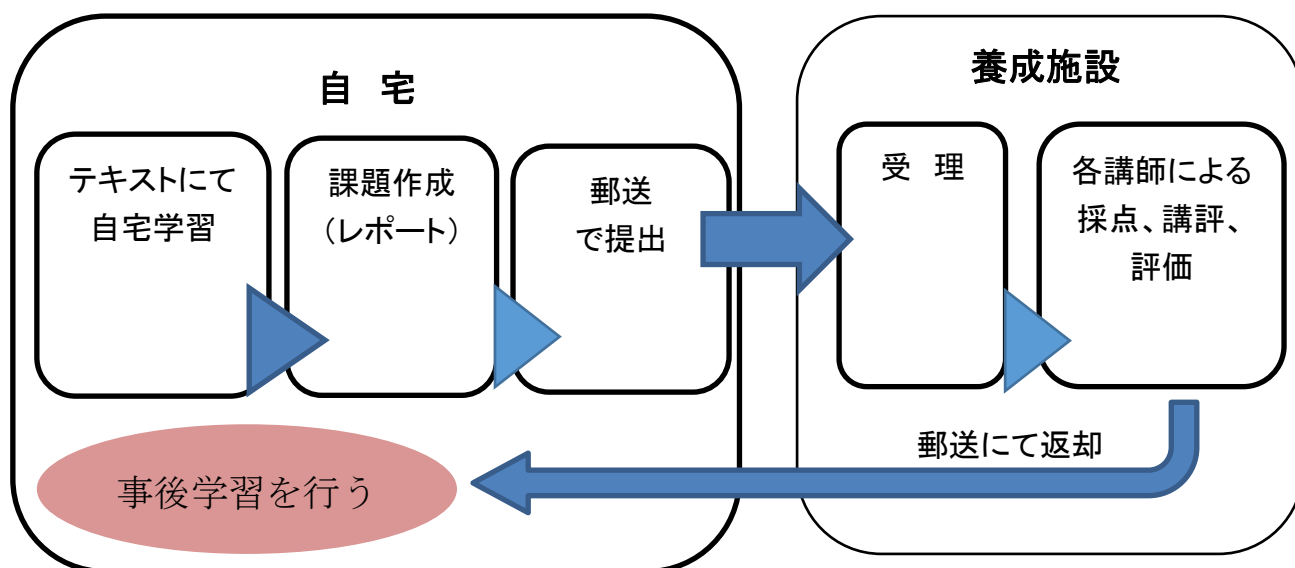 自　宅
テキストにて
自宅学習
課題作成
（レポート）
郵送
で提出
養成施設
受　理
各講師による
採点、講評、
評価
郵送にて返却
事後学習を行う